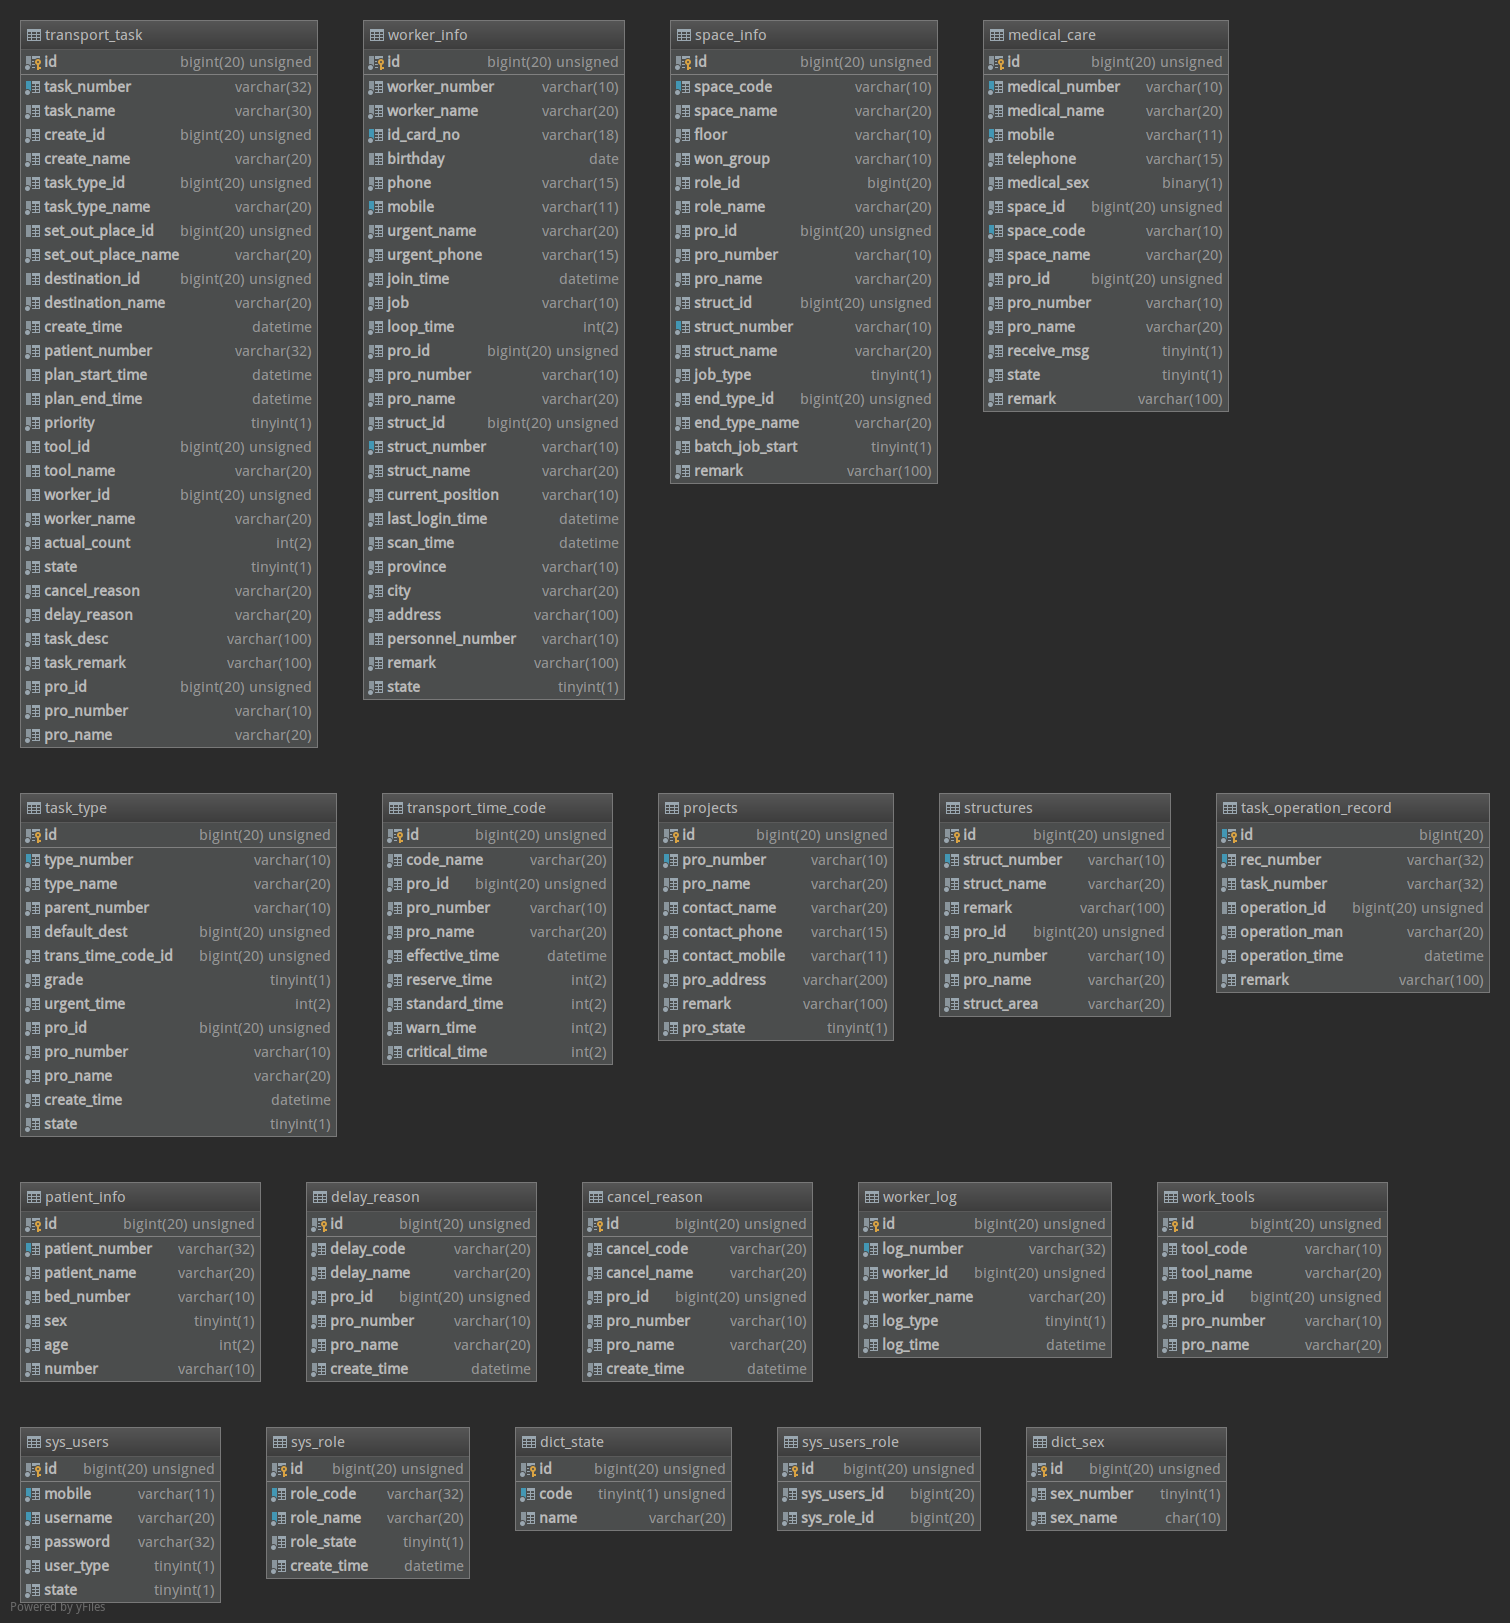 transport_task
id bigint(20) unsigned
task_number varchar(32)
task_name varchar(30)
create_id bigint(20) unsigned
create_name varchar(20)
task_type_id bigint(20) unsigned
task_type_name varchar(20)
set_out_place_id bigint(20) unsigned
set_out_place_name varchar(20)
destination_id bigint(20) unsigned
destination_name varchar(20)
create_time datetime
patient_number varchar(32)
plan_start_time datetime
plan_end_time datetime
priority tinyint(1)
tool_id bigint(20) unsigned
tool_name varchar(20)
worker_id bigint(20) unsigned
worker_name varchar(20)
actual_count int(2)
state tinyint(1)
cancel_reason varchar(20)
delay_reason varchar(20)
task_desc varchar(100)
task_remark varchar(100)
pro_id bigint(20) unsigned
pro_number varchar(10)
pro_name varchar(20)
worker_info
id bigint(20) unsigned
worker_number varchar(10)
worker_name varchar(20)
id_card_no varchar(18)
birthday date
phone varchar(15)
mobile varchar(11)
urgent_name varchar(20)
urgent_phone varchar(15)
join_time datetime
job varchar(10)
loop_time int(2)
pro_id bigint(20) unsigned
pro_number varchar(10)
pro_name varchar(20)
struct_id bigint(20) unsigned
struct_number varchar(10)
struct_name varchar(20)
current_position varchar(10)
last_login_time datetime
scan_time datetime
province varchar(10)
city varchar(20)
address varchar(100)
personnel_number varchar(10)
remark varchar(100)
state tinyint(1)
space_info
id bigint(20) unsigned
space_code varchar(10)
space_name varchar(20)
floor varchar(10)
won_group varchar(10)
role_id bigint(20)
role_name varchar(20)
pro_id bigint(20) unsigned
pro_number varchar(10)
pro_name varchar(20)
struct_id bigint(20) unsigned
struct_number varchar(10)
struct_name varchar(20)
job_type tinyint(1)
end_type_id bigint(20) unsigned
end_type_name varchar(20)
batch_job_start tinyint(1)
remark varchar(100)
medical_care
id bigint(20) unsigned
medical_number varchar(10)
medical_name varchar(20)
mobile varchar(11)
telephone varchar(15)
medical_sex binary(1)
space_id bigint(20) unsigned
space_code varchar(10)
space_name varchar(20)
pro_id bigint(20) unsigned
pro_number varchar(10)
pro_name varchar(20)
receive_msg tinyint(1)
state tinyint(1)
remark varchar(100)
task_type
id bigint(20) unsigned
type_number varchar(10)
type_name varchar(20)
parent_number varchar(10)
default_dest bigint(20) unsigned
trans_time_code_id bigint(20) unsigned
grade tinyint(1)
urgent_time int(2)
pro_id bigint(20) unsigned
pro_number varchar(10)
pro_name varchar(20)
create_time datetime
state tinyint(1)
transport_time_code
id bigint(20) unsigned
code_name varchar(20)
pro_id bigint(20) unsigned
pro_number varchar(10)
pro_name varchar(20)
effective_time datetime
reserve_time int(2)
standard_time int(2)
warn_time int(2)
critical_time int(2)
projects
id bigint(20) unsigned
pro_number varchar(10)
pro_name varchar(20)
contact_name varchar(20)
contact_phone varchar(15)
contact_mobile varchar(11)
pro_address varchar(200)
remark varchar(100)
pro_state tinyint(1)
structures
id bigint(20) unsigned
struct_number varchar(10)
struct_name varchar(20)
remark varchar(100)
pro_id bigint(20) unsigned
pro_number varchar(10)
pro_name varchar(20)
struct_area varchar(20)
task_operation_record
id bigint(20)
rec_number varchar(32)
task_number varchar(32)
operation_id bigint(20) unsigned
operation_man varchar(20)
operation_time datetime
remark varchar(100)
patient_info
id bigint(20) unsigned
patient_number varchar(32)
patient_name varchar(20)
bed_number varchar(10)
sex tinyint(1)
age int(2)
number varchar(10)
delay_reason
id bigint(20) unsigned
delay_code varchar(20)
delay_name varchar(20)
pro_id bigint(20) unsigned
pro_number varchar(10)
pro_name varchar(20)
create_time datetime
cancel_reason
id bigint(20) unsigned
cancel_code varchar(20)
cancel_name varchar(20)
pro_id bigint(20) unsigned
pro_number varchar(10)
pro_name varchar(20)
create_time datetime
worker_log
id bigint(20) unsigned
log_number varchar(32)
worker_id bigint(20) unsigned
worker_name varchar(20)
log_type tinyint(1)
log_time datetime
work_tools
id bigint(20) unsigned
tool_code varchar(10)
tool_name varchar(20)
pro_id bigint(20) unsigned
pro_number varchar(10)
pro_name varchar(20)
sys_users
id bigint(20) unsigned
mobile varchar(11)
username varchar(20)
password varchar(32)
user_type tinyint(1)
state tinyint(1)
sys_role
id bigint(20) unsigned
role_code varchar(32)
role_name varchar(20)
role_state tinyint(1)
create_time datetime
dict_state
id bigint(20) unsigned
code tinyint(1) unsigned
name varchar(20)
sys_users_role
id bigint(20) unsigned
sys_users_id bigint(20)
sys_role_id bigint(20)
dict_sex
id bigint(20) unsigned
sex_number tinyint(1)
sex_name char(10)
Powered by yFiles